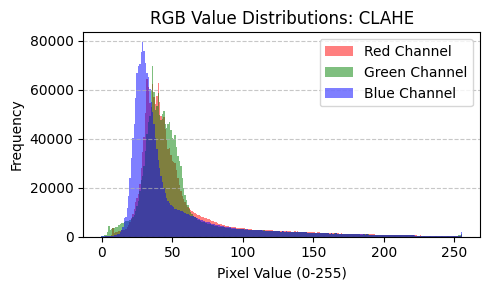 RGB Value Distributions: CLAHE
Red Channel
Green Channel
Blue Channel
80000
60000
40000
20000
0
Frequency
0 50 100 150 200 250
Pixel Value (0-255)